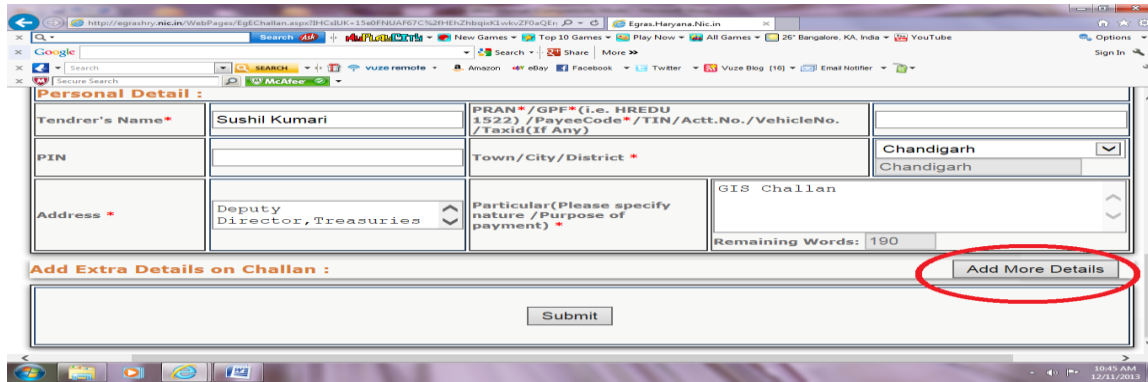 http://egrashry.nic.in/WebPages/EgEChallan.aspx?
Egras.Haryana.Nic.in
Search Ask New Games Top 10 Games Play Now All Games 26° Bangalore, KA, India YouTube Options
Google Search Share More >> Sign In
Search SEARCH vuze remote Amazon eBay Facebook Twitter Vuze Blog [16] Email Notifier
Secure Search McAfee
Personal Detail :
Tendrer's Name*
Sushil Kumari
PRAN*/GPF*(i.e. HREDU
1522) /PayeeCode*/TIN/Actt.No./VehicleNo.
/Taxid(If Any)
PIN
Town/City/District *
Chandigarh
Chandigarh
Address *
Deputy
Director,Treasuries
Particular(Please specify
nature /Purpose of
payment) *
GIS Challan
Remaining Words: 190
Add Extra Details on Challan :
Add More Details
Submit
10:45 AM
12/11/2013